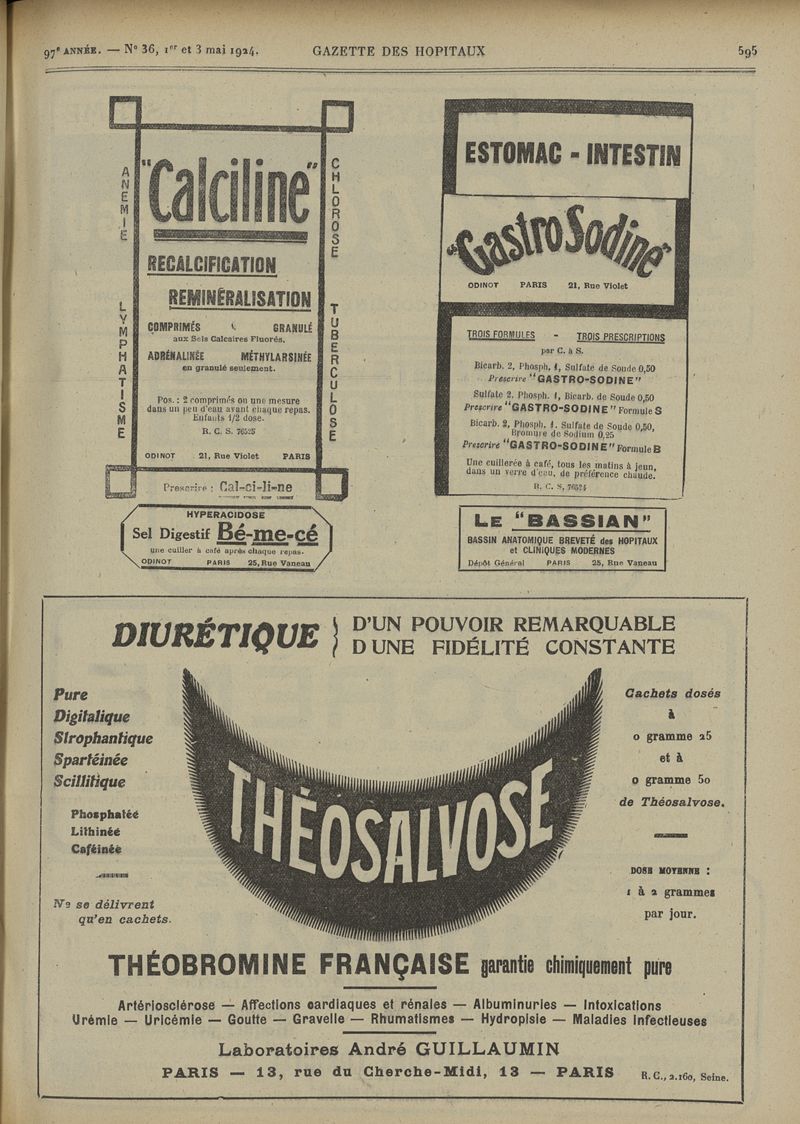 97e ANNÉE. — N° 36, 1er et 3 mai 1924.
GAZETTE DES HOPITAUX
595
ANEMIE
LYMPHATISME
"Calciline"
CHLOROSE
TUBERCULOSE
RECALCIFICATION
REMINÉRALISATION
COMPRIMÉS GRANULÉ
aux Sels Calcaires Fluorés.
ADRÉNALINÉE MÉTHYLARSINÉE
en granulé seulement.
Pos. : 2 comprimés ou une mesure
dans un peu d'eau avant chaque repas.
Enfants 1/2 dose.
R. C. S. 76525
ODINOT 21, Rue Violet PARIS
Prescrire : Cal-ci-li-ne
HYPERACIDOSE
Sel Digestif Bé-me-cé
une cuiller à café après chaque repas.
ODINOT PARIS 25, Rue Vaneau
ESTOMAC - INTESTIN
"GastroSodine"
ODINOT PARIS 21, Rue Violet
TROIS FORMULES - TROIS PRESCRIPTIONS
par C. à S.
Bicarb. 2, Phosph. 1, Sulfate de Soude 0,50
Prescrire "GASTRO-SODINE"
Sulfate 2, Phosph. 1, Bicarb. de Soude 0,50
Prescrire "GASTRO-SODINE" Formule S
Bicarb. 2, Phosph. 1, Sulfate de Soude 0,50,
Bromure de Sodium 0,25
Prescrire "GASTRO-SODINE" Formule B
Une cuillerée à café, tous les matins à jeun,
dans un verre d'eau, de préférence chaude.
R. C. S, 76524
LE "BASSIAN"
BASSIN ANATOMIQUE BREVETÉ des HOPITAUX
et CLINIQUES MODERNES
Dépôt Général PARIS 25, Rue Vaneau
DIURÉTIQUE } D'UN POUVOIR REMARQUABLE
D UNE FIDÉLITÉ CONSTANTE
Pure
Digitalique
Strophantique
Spartéinée
Scillitique
Phosphatée
Lithinée
Caféinée
Ne se délivrent
qu'en cachets.
THÉOSALVOSE
Cachets dosés
à
0 gramme 25
et à
0 gramme 50
de Théosalvose.
DOSE MOYENNE :
1 à 2 grammes
par jour.
THÉOBROMINE FRANÇAISE garantie chimiquement pure
Artériosclérose — Affections cardiaques et rénales — Albuminuries — Intoxications
Urémie — Uricémie — Goutte — Gravelle — Rhumatismes — Hydropisie — Maladies Infectieuses
Laboratoires André GUILLAUMIN
PARIS — 13, rue du Cherche-Midi, 13 — PARIS
R. C., 2.160, Seine.